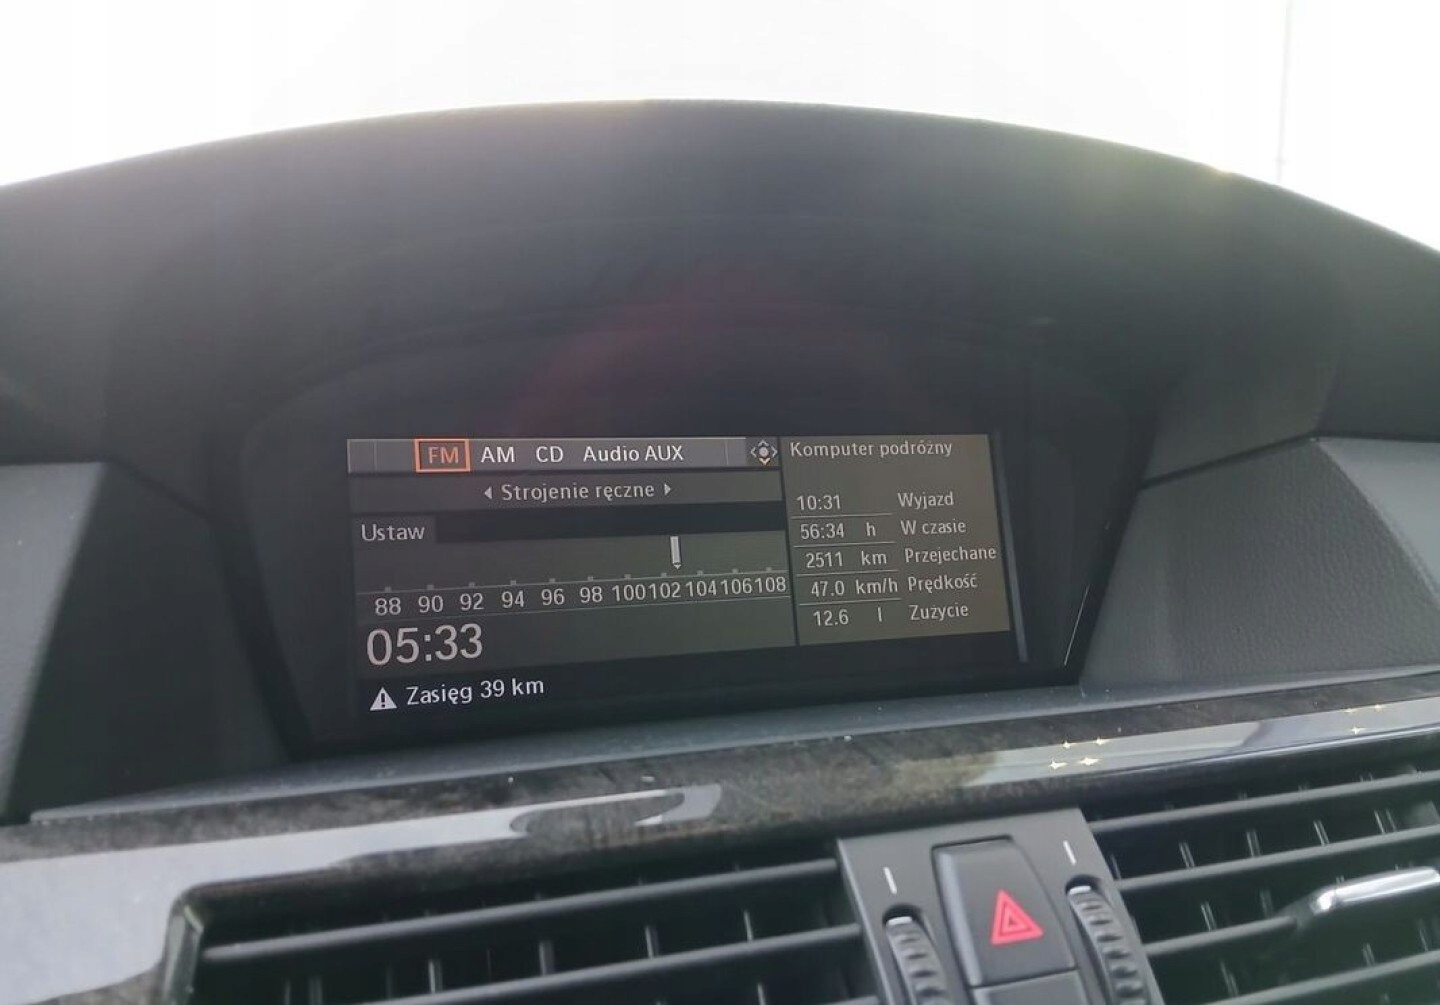 FM AM CD Audio AUX
Strojenie ręczne
Ustaw
88 90 92 94 96 98 100 102 104 106 108
05:33
Zasięg 39 km
Komputer podróżny
10:31 Wyjazd
56:34 h W czasie
2511 km Przejechane
47.0 km/h Prędkość
12.6 l Zużycie